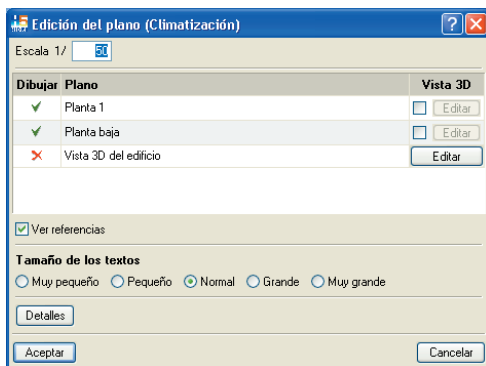 Edición del plano (Climatización)
Escala 1/ 50
Dibujar Plano Vista 3D
Planta 1 Editar
Planta baja Editar
Vista 3D del edificio Editar
Ver referencias
Tamaño de los textos
Muy pequeño Pequeño Normal Grande Muy grande
Detalles
Aceptar Cancelar